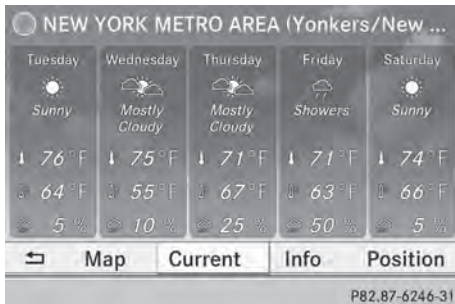 NEW YORK METRO AREA (Yonkers/New ...
Tuesday Wednesday Thursday Friday Saturday
Sunny Mostly Cloudy Mostly Cloudy Showers Sunny
76°F 75°F 71°F 71°F 74°F
64°F 55°F 67°F 63°F 66°F
5 % 10 % 25 % 50 % 5 %
Map Current Info Position
P82.87-6246-31